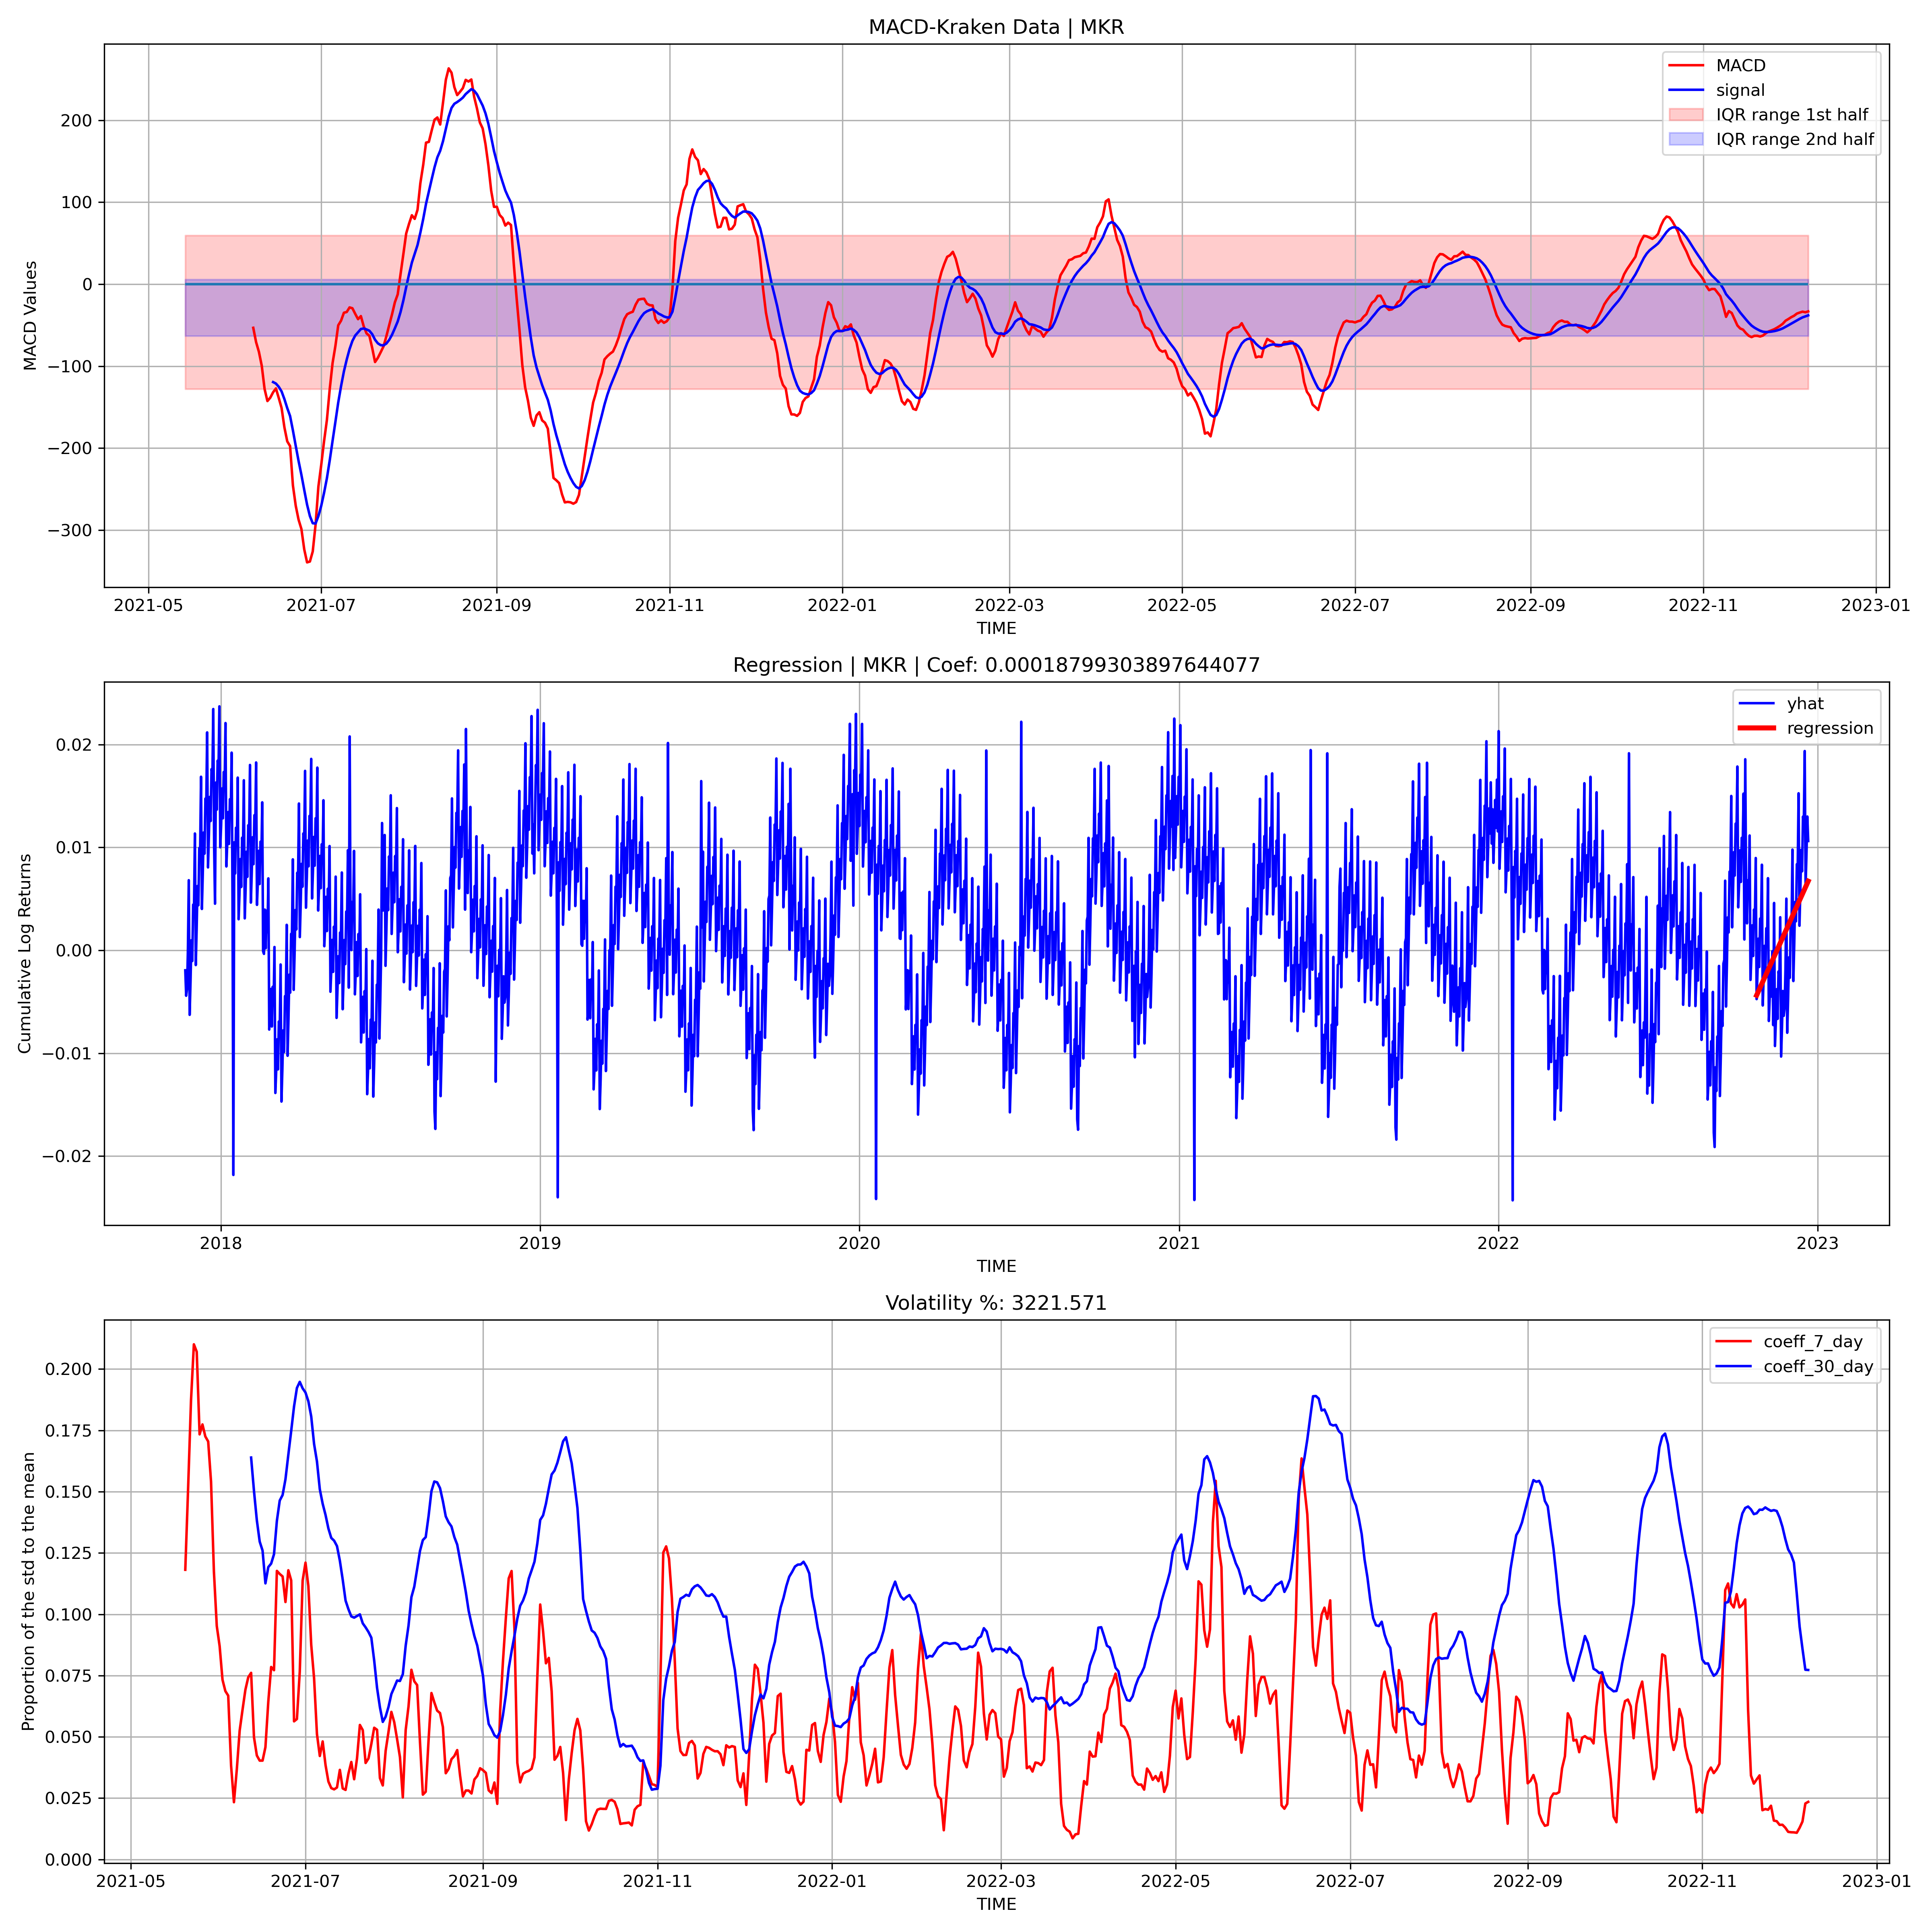 MACD-Kraken Data | MKR
MACD
signal
IQR range 1st half
IQR range 2nd half
MACD Values
200
100
0
−100
−200
−300
2021-05 2021-07 2021-09 2021-11 2022-01 2022-03 2022-05 2022-07 2022-09 2022-11 2023-01
TIME
Regression | MKR | Coef: 0.00018799303897644077
yhat
regression
Cumulative Log Returns
0.02
0.01
0.00
−0.01
−0.02
2018 2019 2020 2021 2022 2023
TIME
Volatility %: 3221.571
coeff_7_day
coeff_30_day
Proportion of the std to the mean
0.200
0.175
0.150
0.125
0.100
0.075
0.050
0.025
0.000
2021-05 2021-07 2021-09 2021-11 2022-01 2022-03 2022-05 2022-07 2022-09 2022-11 2023-01
TIME